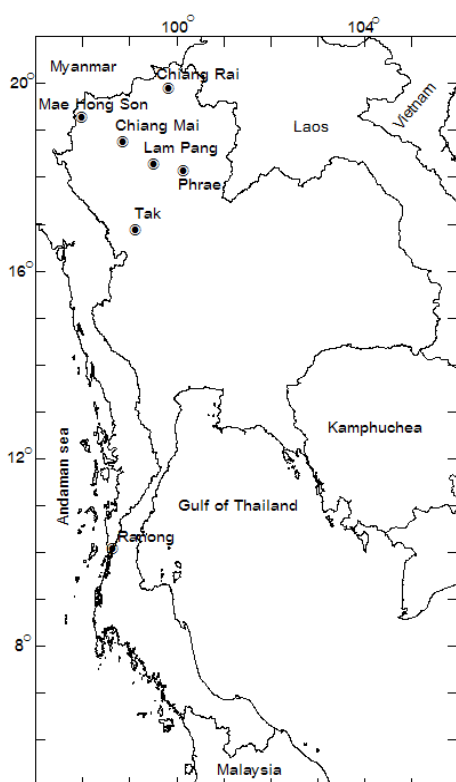 100°
104°
20°
Myanmar
Chiang Rai
Vietnam
Mae Hong Son
Chiang Mai
Laos
Lam Pang
Phrae
Tak
16°
Kamphuchea
12°
Andaman sea
Gulf of Thailand
Ranong
8°
Malaysia